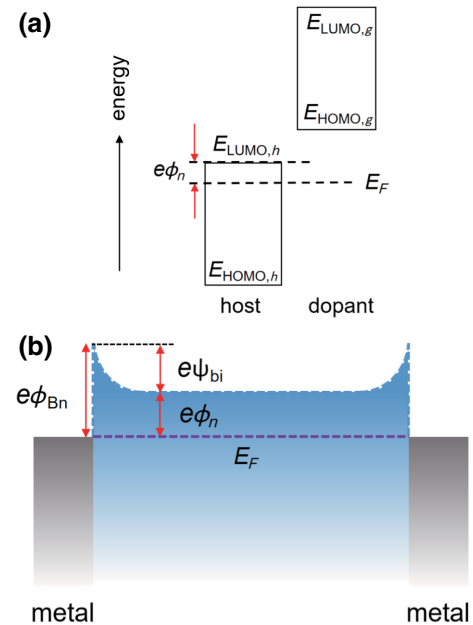 (a)
energy
E_LUMO,g
E_HOMO,g
E_LUMO,h
eϕ_n
E_F
E_HOMO,h
host dopant
(b)
eψ_bi
eϕ_Bn
eϕ_n
E_F
metal metal